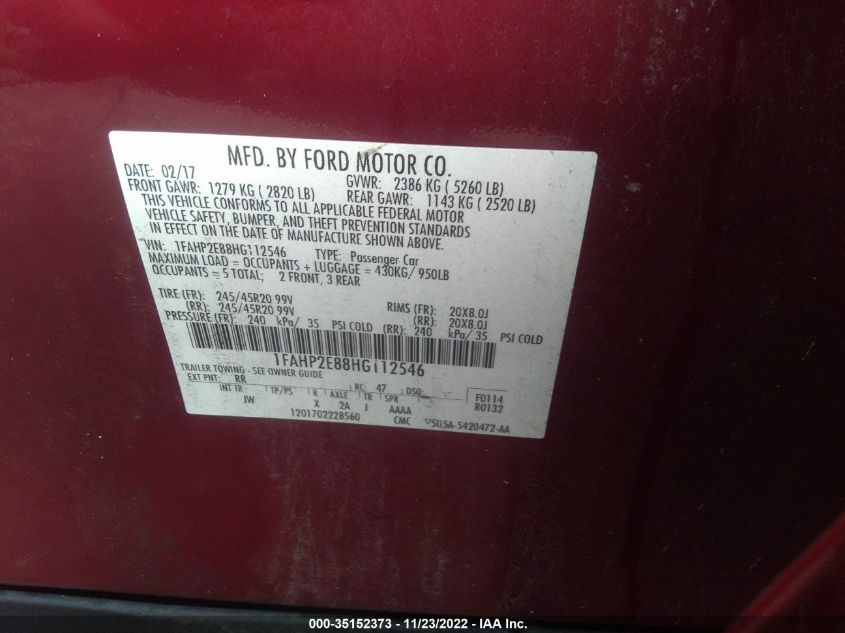 MFD. BY FORD MOTOR CO.
DATE: 02/17 GVWR: 2386 KG ( 5260 LB)
FRONT GAWR: 1279 KG ( 2820 LB) REAR GAWR: 1143 KG ( 2520 LB)
THIS VEHICLE CONFORMS TO ALL APPLICABLE FEDERAL MOTOR
VEHICLE SAFETY, BUMPER, AND THEFT PREVENTION STANDARDS
IN EFFECT ON THE DATE OF MANUFACTURE SHOWN ABOVE.
VIN: 1FAHP2E88HG112546 TYPE: Passenger Car
MAXIMUM LOAD = OCCUPANTS + LUGGAGE = 430KG/ 950LB
OCCUPANTS = 5 TOTAL; 2 FRONT, 3 REAR
TIRE (FR): 245/45R20 99V RIMS (FR): 20X8.0J
(RR): 245/45R20 99V (RR): 20X8.0J
PRESSURE (FR): 240 kPa/ 35 PSI COLD (RR): 240 kPa/ 35 PSI COLD
1FAHP2E88HG112546
TRAILER TOWING - SEE OWNER GUIDE
EXT PNT: RR RC: 47 DSO:
INT TR TP/PS R AXLE TR SPR F0114
JW X 2A J AAAA R0132
1201702228560 CMC ▽5U5A-5420472-AA
000-35152373 - 11/23/2022 - IAA Inc.